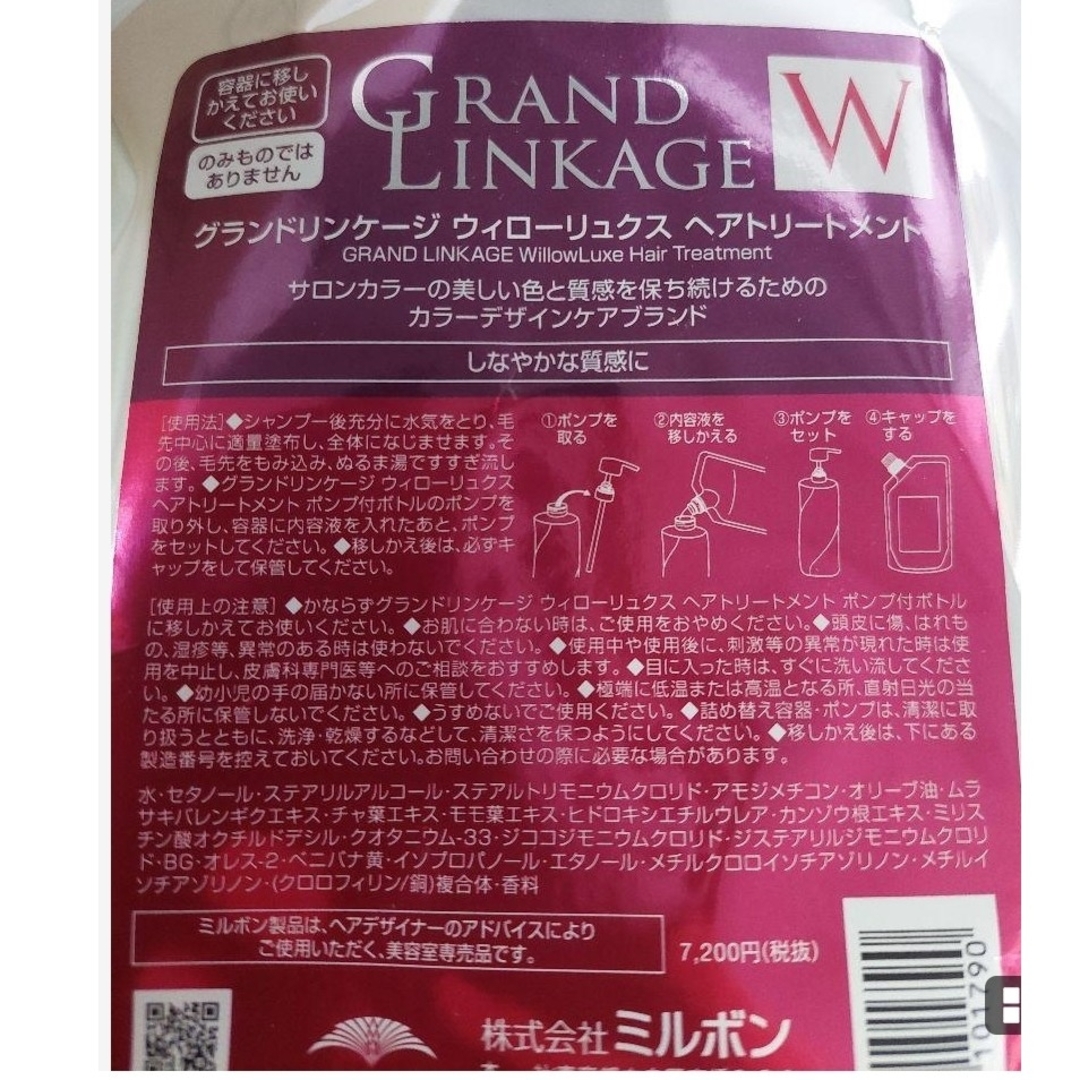 容器に移し
かえてお使い
ください
のみものでは
ありません
GRAND
LINKAGE
W
グランドリンケージ ウィローリュクス ヘアトリートメント
GRAND LINKAGE WillowLuxe Hair Treatment
サロンカラーの美しい色と質感を保ち続けるための
カラーデザインケアブランド
しなやかな質感に
[使用法]◆シャンプー後充分に水気をとり、毛
先中心に適量塗布し、全体になじませます。そ
の後、毛先をもみ込み、ぬるま湯ですすぎ流し
ます。◆グランドリンケージ ウィローリュクス
ヘアトリートメント ポンプ付ボトルのポンプを
取り外し、容器に内容液を入れたあと、ポンプ
をセットしてください。◆移しかえ後は、必ずキ
ャップをして保管してください。
①ポンプを
取る
②内容液を
移しかえる
③ポンプを
セット
④キャップを
する
[使用上の注意]◆かならずグランドリンケージ ウィローリュクス ヘアトリートメント ポンプ付ボトル
に移しかえてお使いください。◆お肌に合わない時は、ご使用をおやめください。◆頭皮に傷、はれも
の、湿疹等、異常のある時は使わないでください。◆使用中や使用後に、刺激等の異常が現れた時は使
用を中止し、皮膚科専門医等へのご相談をおすすめします。◆目に入った時は、すぐに洗い流してくださ
い。◆幼小児の手の届かない所に保管してください。◆極端に低温または高温となる所、直射日光の当
たる所に保管しないでください。◆うすめないでご使用ください。◆詰め替え容器・ポンプは、清潔に取
り扱うとともに、洗浄・乾燥するなどして、清潔さを保つようにしてください。◆移しかえ後は、下にある
製造番号を控えておいてください。お問い合わせの際に必要な場合があります。
水・セタノール・ステアリルアルコール・ステアルトリモニウムクロリド・アモジメチコン・オリーブ油・ムラ
サキバレンギクエキス・チャ葉エキス・モモ葉エキス・ヒドロキシエチルウレア・カンゾウ根エキス・ミリス
チン酸オクチルドデシル・クオタニウム-33・ジココジモニウムクロリド・ジステアリルジモニウムクロリ
ド・BG・オレス-2・ベニバナ黄・イソプロパノール・エタノール・メチルクロロイソチアゾリノン・メチルイ
ソチアゾリノン・(クロロフィリン/銅)複合体・香料
ミルボン製品は、ヘアデザイナーのアドバイスにより
ご使用いただく、美容室専売品です。
7,200円(税抜)
株式会社 ミルボン
101790